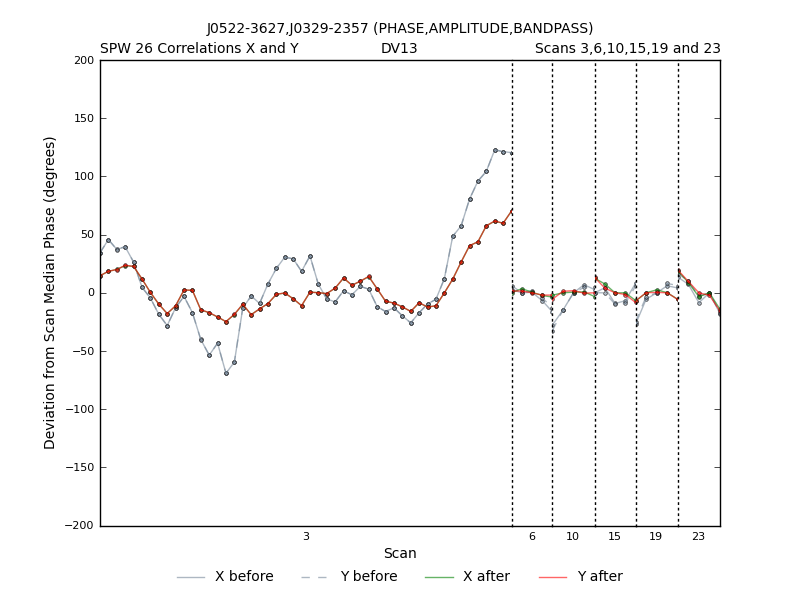 J0522-3627,J0329-2357 (PHASE,AMPLITUDE,BANDPASS)
SPW 26 Correlations X and Y DV13 Scans 3,6,10,15,19 and 23
200
150
100
50
0
−50
−100
−150
−200
Deviation from Scan Median Phase (degrees)
3 6 10 15 19 23
Scan
X before Y before X after Y after